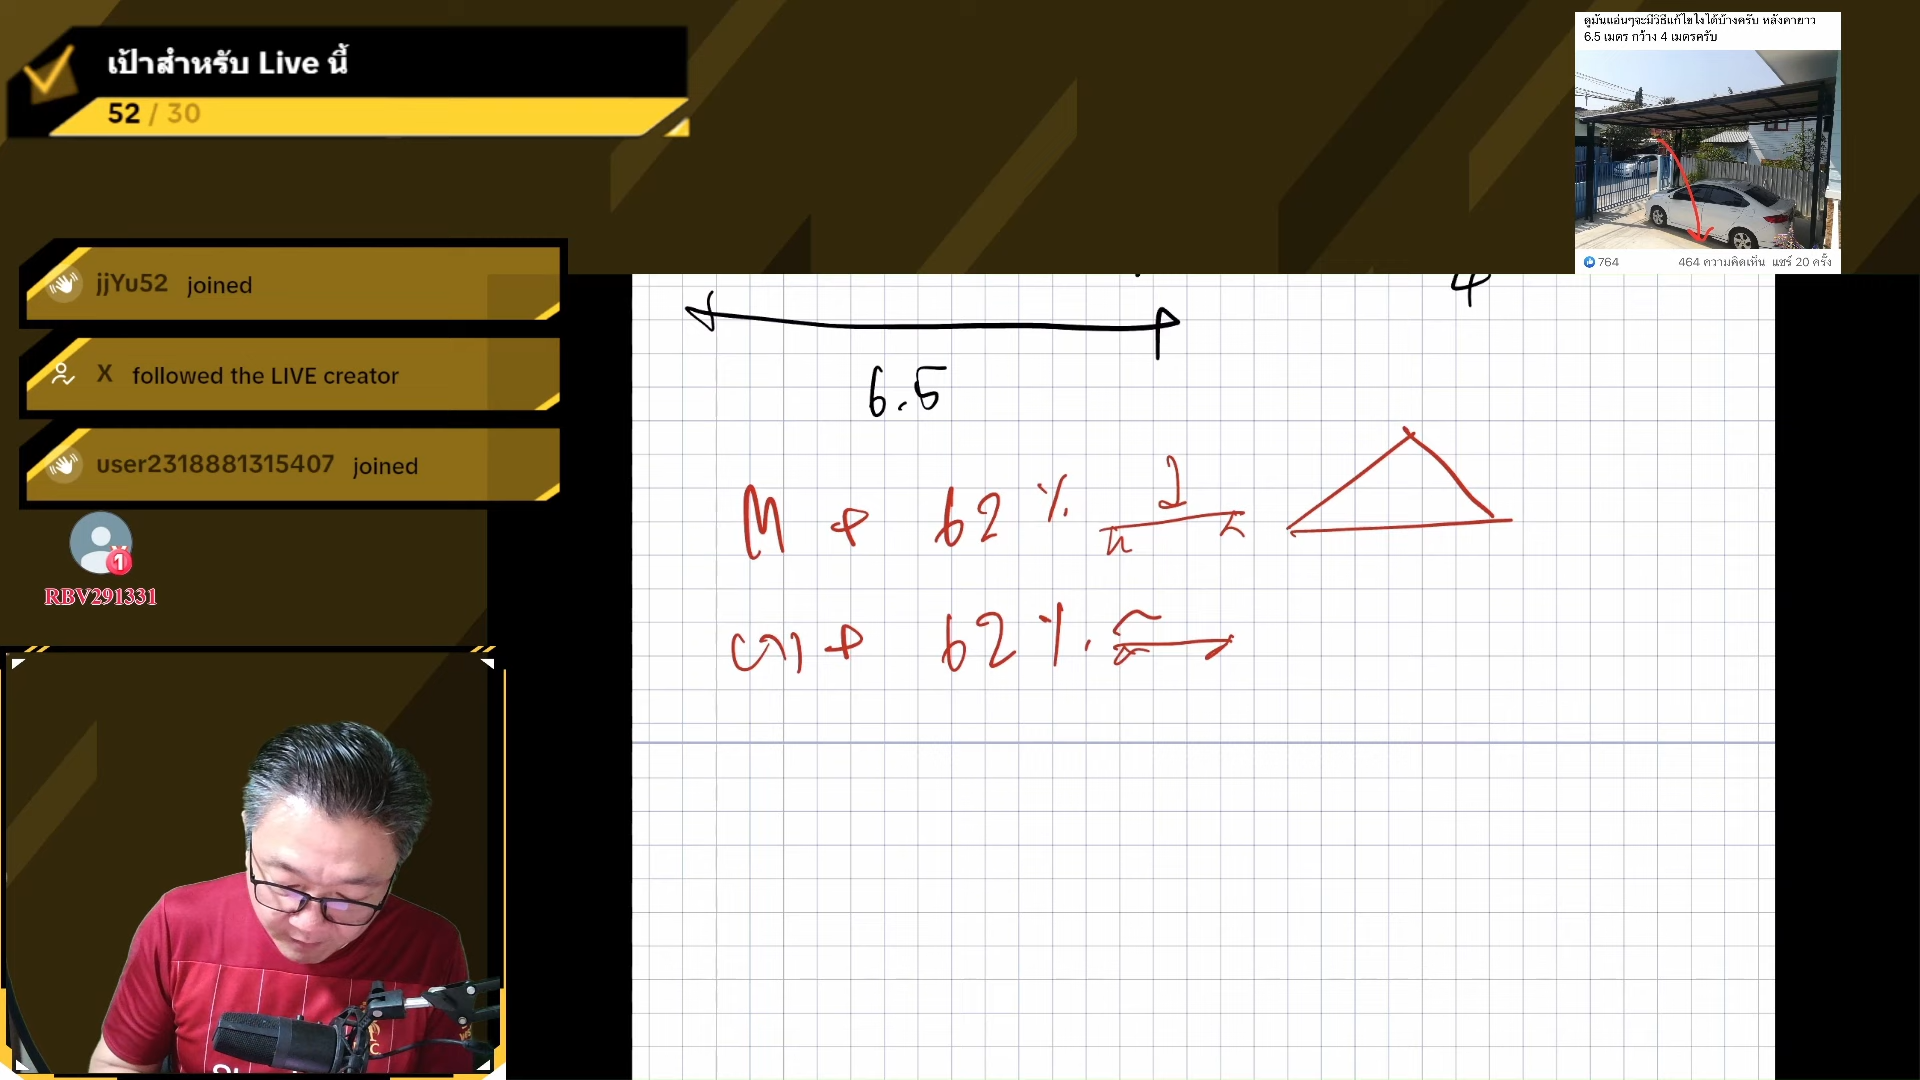 เป้าสำหรับ Live นี้
52 / 30
ดูมันแอ่นๆจะมีวิธีแก้ไขไงได้บ้างครับ หลังคายาว
6.5 เมตร กว้าง 4 เมตรครับ
764 464 ความคิดเห็น แชร์ 20 ครั้ง
jjYu52 joined
X followed the LIVE creator
user2318881315407 joined
1
RBV291331
4
6.5
M + 62 %
62 %